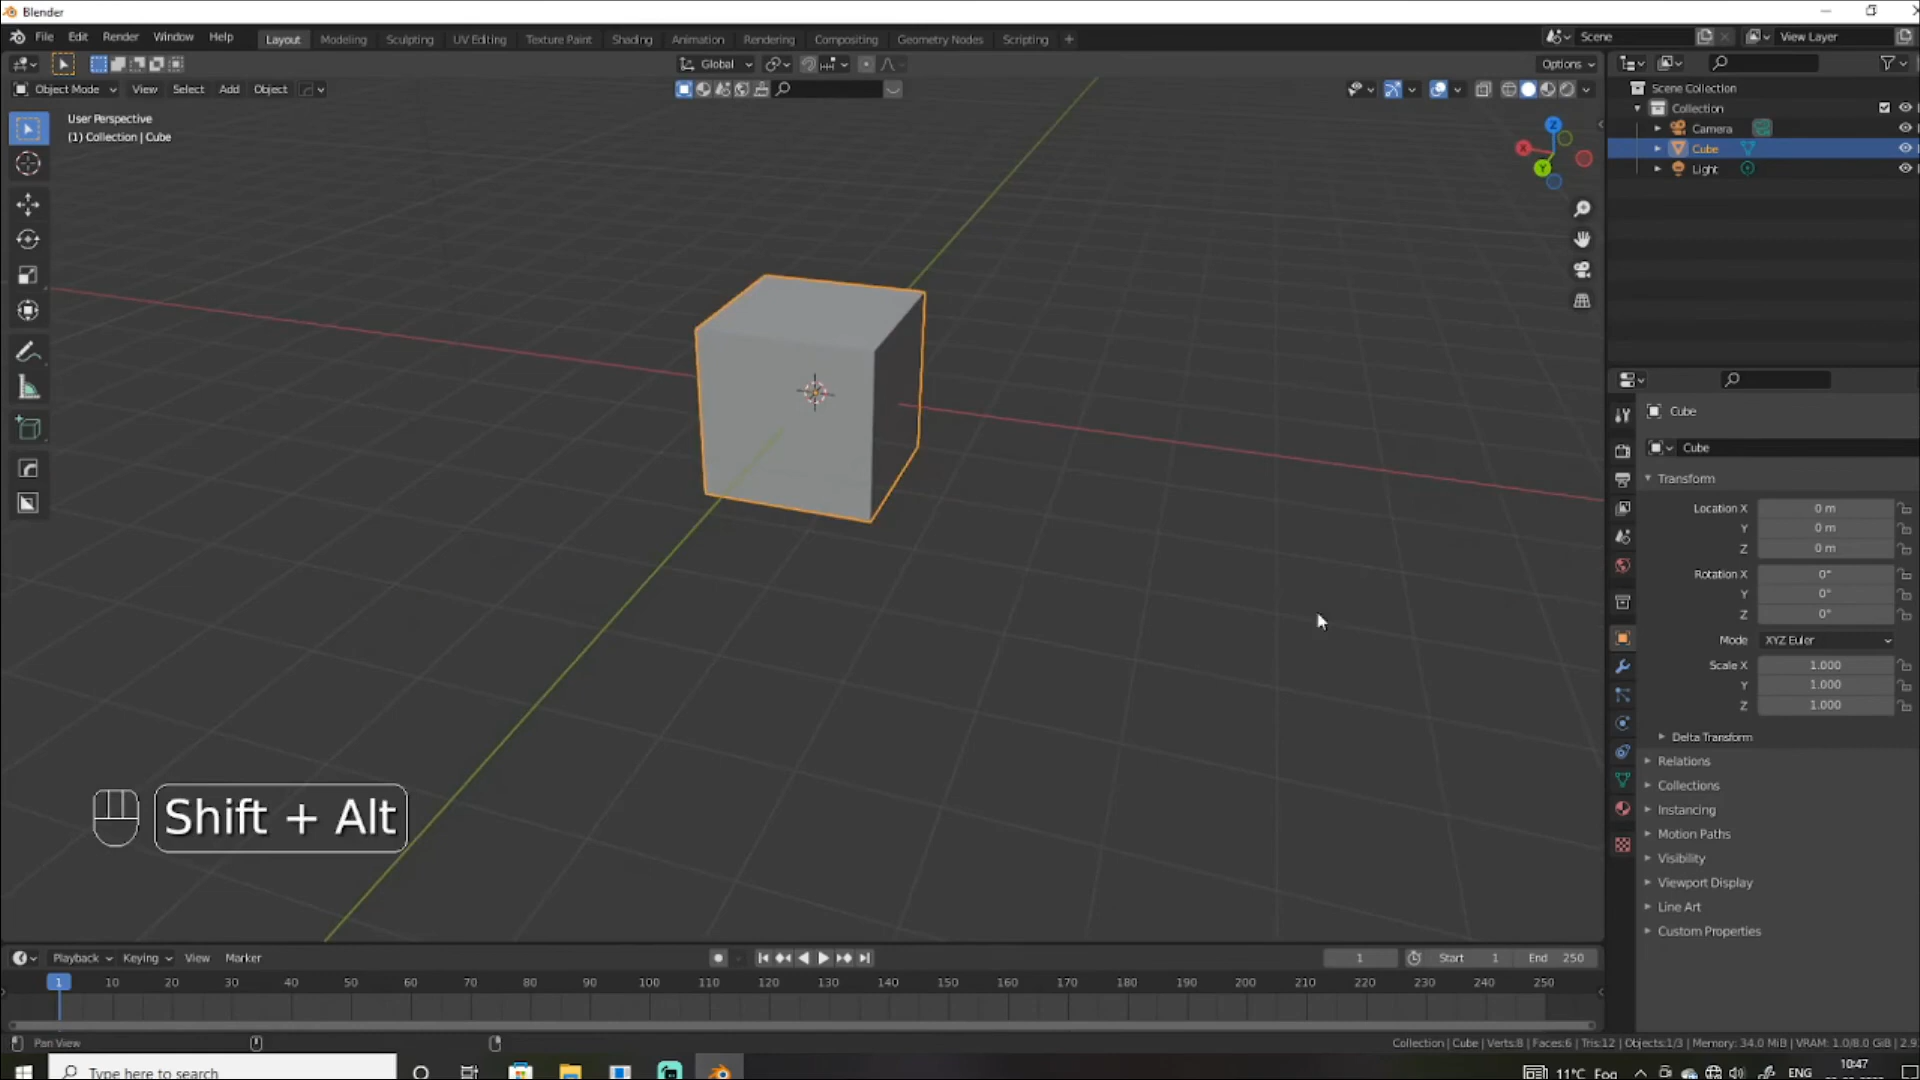 Blender
File Edit Render Window Help Layout Modeling Sculpting UV Editing Texture Paint Shading Animation Rendering Compositing Geometry Nodes Scripting + Scene View Layer
Global Options
Object Mode View Select Add Object
User Perspective
(1) Collection | Cube
X Y Z
Scene Collection
Collection
Camera
Cube
Light
Cube
Cube
Transform
Location X 0 m
Y 0 m
Z 0 m
Rotation X 0°
Y 0°
Z 0°
Mode XYZ Euler
Scale X 1.000
Y 1.000
Z 1.000
Delta Transform
Relations
Collections
Instancing
Motion Paths
Visibility
Viewport Display
Line Art
Custom Properties
Shift + Alt
Playback Keying View Marker 1 Start 1 End 250
1 10 20 30 40 50 60 70 80 90 100 110 120 130 140 150 160 170 180 190 200 210 220 230 240 250
Pan View Collection | Cube | Verts:8 | Faces:6 | Tris:12 | Objects:1/3 | Memory: 34.0 MiB | VRAM: 1.0/8.0 GiB | 2.9
Type here to search 11°C Fog ENG 10:47